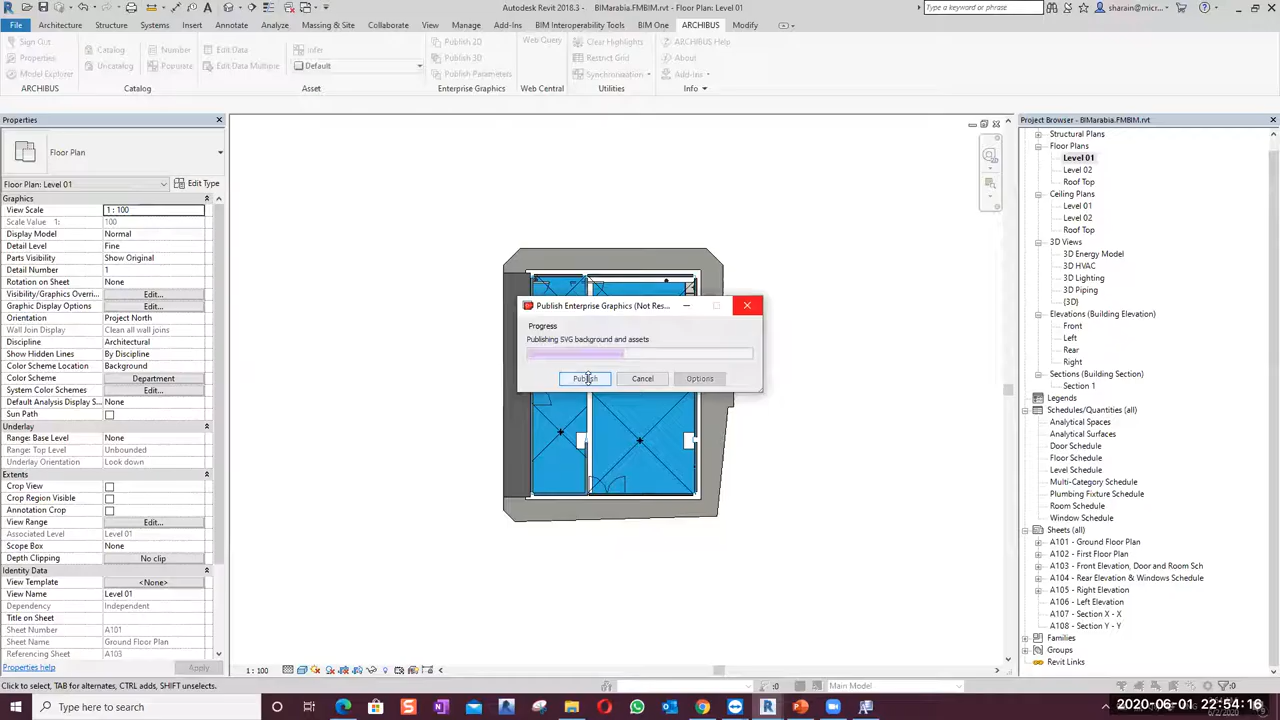 Autodesk Revit 2018.3 - BIMarabia.FMBIM.rvt - Floor Plan: Level 01
Type a keyword or phrase
sharain@micr...
File Architecture Structure Systems Insert Annotate Analyze Massing & Site Collaborate View Manage Add-Ins BIM Interoperability Tools BIM One ARCHIBUS Modify
Sign Out
Properties
Model Explorer
ARCHIBUS
Catalog
Uncatalog
Number
Populate
Catalog
Edit Data
Edit Data Multiple
Infer
Default
Asset
Publish 2D
Publish 3D
Publish Parameters
Enterprise Graphics
Web Query
Web Central
Clear Highlights
Restrict Grid
Synchronization
Utilities
ARCHIBUS Help
About
Add-Ins
Info
Properties
Floor Plan
Floor Plan: Level 01 Edit Type
Graphics
View Scale 1 : 100
Scale Value 1: 100
Display Model Normal
Detail Level Fine
Parts Visibility Show Original
Detail Number 1
Rotation on Sheet None
Visibility/Graphics Overri... Edit...
Graphic Display Options Edit...
Orientation Project North
Wall Join Display Clean all wall joins
Discipline Architectural
Show Hidden Lines By Discipline
Color Scheme Location Background
Color Scheme Department
System Color Schemes Edit...
Default Analysis Display S... None
Sun Path
Underlay
Range: Base Level None
Range: Top Level Unbounded
Underlay Orientation Look down
Extents
Crop View
Crop Region Visible
Annotation Crop
View Range Edit...
Associated Level Level 01
Scope Box None
Depth Clipping No clip
Identity Data
View Template <None>
View Name Level 01
Dependency Independent
Title on Sheet
Sheet Number A101
Sheet Name Ground Floor Plan
Referencing Sheet A103
Properties help Apply
Publish Enterprise Graphics (Not Res...
Progress
Publishing SVG background and assets
Publish Cancel Options
Project Browser - BIMarabia.FMBIM.rvt
Structural Plans
Floor Plans
Level 01
Level 02
Roof Top
Ceiling Plans
Level 01
Level 02
Roof Top
3D Views
3D Energy Model
3D HVAC
3D Lighting
3D Piping
{3D}
Elevations (Building Elevation)
Front
Left
Rear
Right
Sections (Building Section)
Section 1
Legends
Schedules/Quantities (all)
Analytical Spaces
Analytical Surfaces
Door Schedule
Floor Schedule
Level Schedule
Multi-Category Schedule
Plumbing Fixture Schedule
Room Schedule
Window Schedule
Sheets (all)
A101 - Ground Floor Plan
A102 - First Floor Plan
A103 - Front Elevation, Door and Room Sch
A104 - Rear Elevation & Windows Schedule
A105 - Right Elevation
A106 - Left Elevation
A107 - Section X - X
A108 - Section Y - Y
Families
Groups
Revit Links
1 : 100
Click to select, TAB for alternates, CTRL adds, SHIFT unselects.
:0
Main Model
:0
Type here to search
2020-06-01 22:54:16